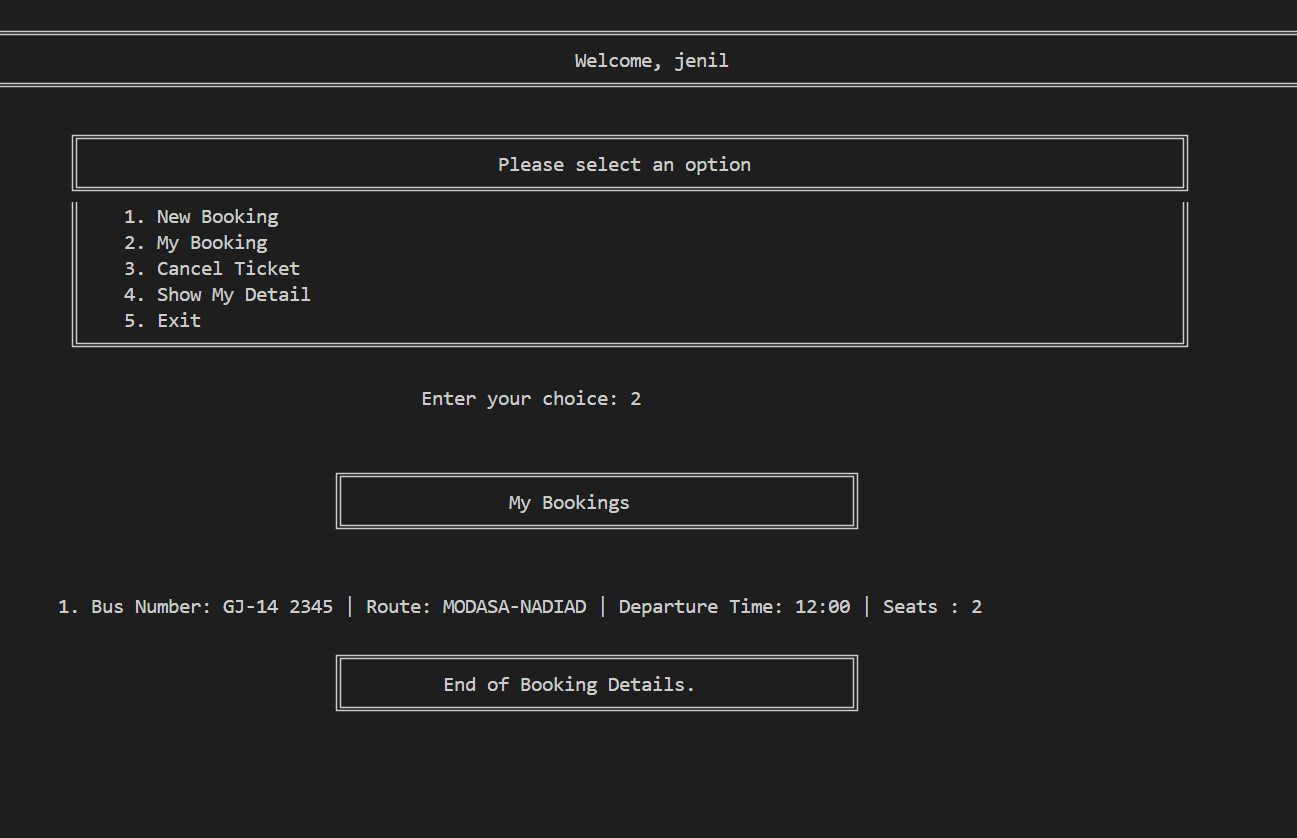 Welcome, jenil
Please select an option
1. New Booking
2. My Booking
3. Cancel Ticket
4. Show My Detail
5. Exit
Enter your choice: 2
My Bookings
1. Bus Number: GJ-14 2345 | Route: MODASA-NADIAD | Departure Time: 12:00 | Seats : 2
End of Booking Details.